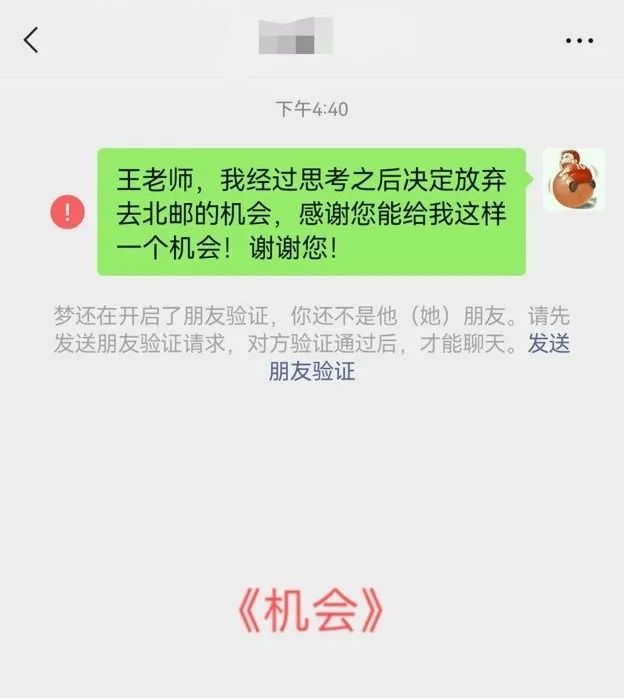 下午4:40
王老师，我经过思考之后决定放弃
去北邮的机会，感谢您能给我这样
一个机会！谢谢您！
!
梦还在开启了朋友验证，你还不是他（她）朋友。请先
发送朋友验证请求，对方验证通过后，才能聊天。发送
朋友验证
《机会》